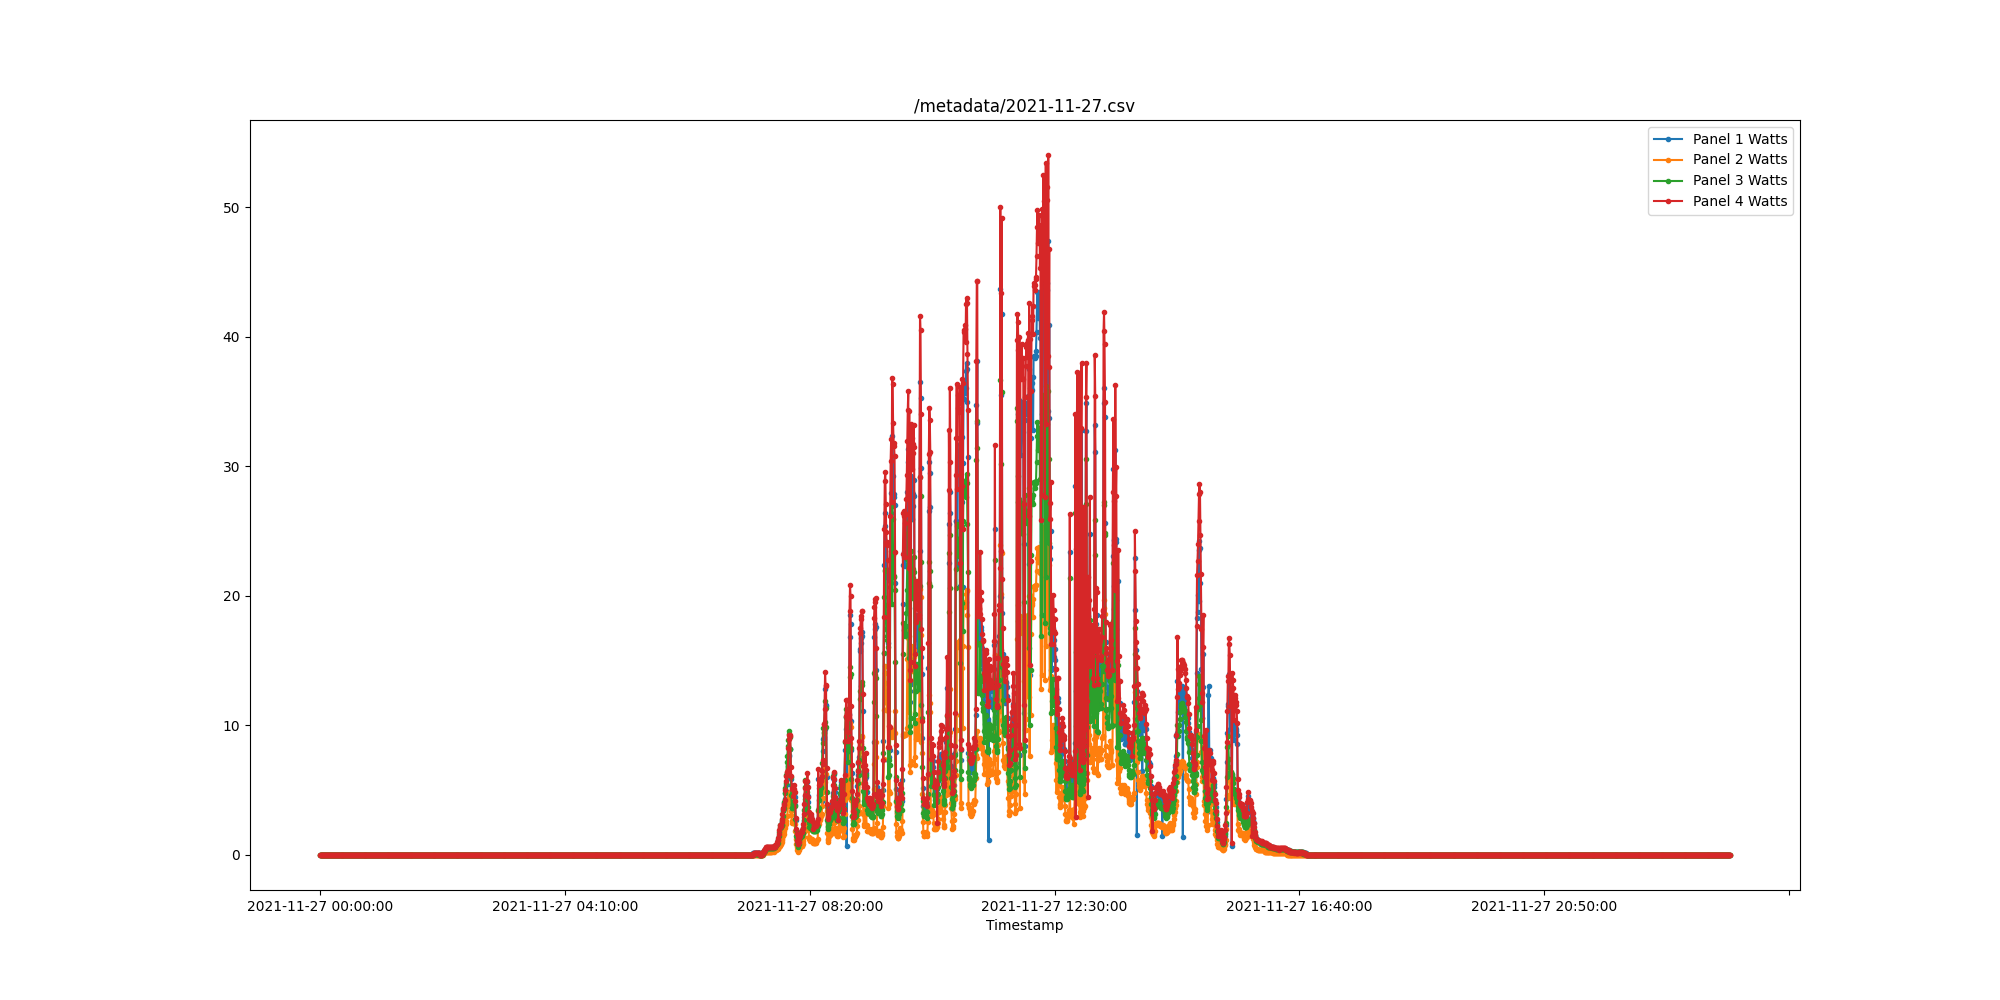 /metadata/2021-11-27.csv
Panel 1 Watts
Panel 2 Watts
Panel 3 Watts
Panel 4 Watts
50
40
30
20
10
0
2021-11-27 00:00:00 2021-11-27 04:10:00 2021-11-27 08:20:00 2021-11-27 12:30:00 2021-11-27 16:40:00 2021-11-27 20:50:00
Timestamp